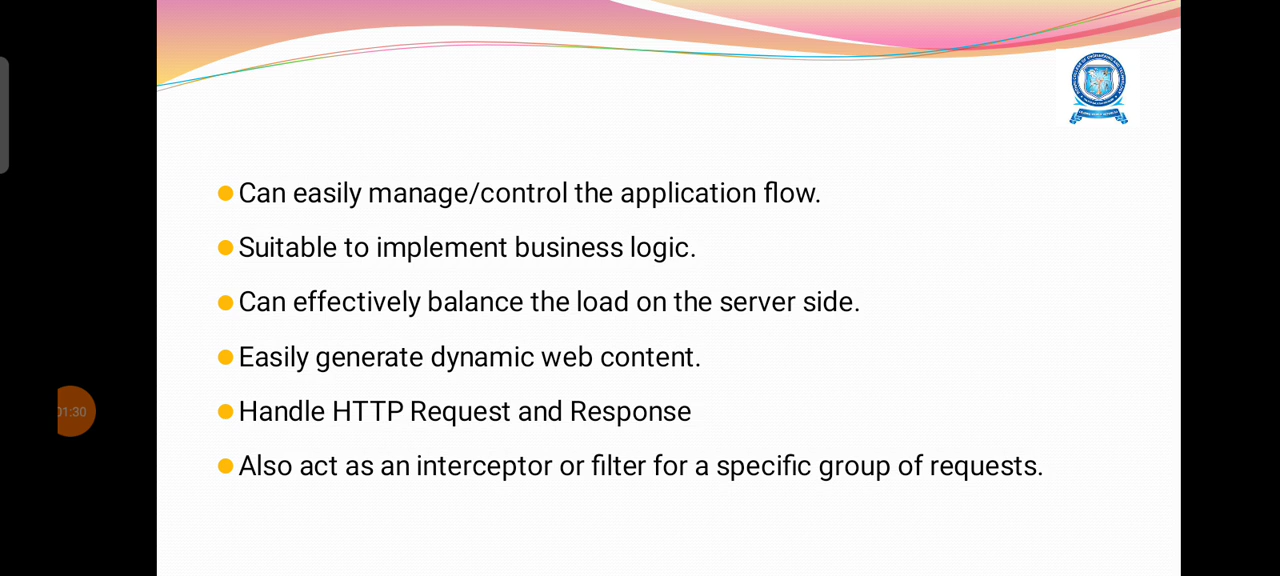 Can easily manage/control the application flow.
Suitable to implement business logic.
Can effectively balance the load on the server side.
Easily generate dynamic web content.
01:30
Handle HTTP Request and Response
Also act as an interceptor or filter for a specific group of requests.